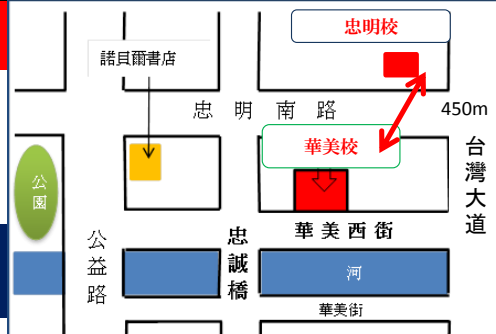 忠明校
諾貝爾書店
忠明南路
450m
華美校
台灣大道
公園
華美西街
公益路
忠誠橋
河
華美街